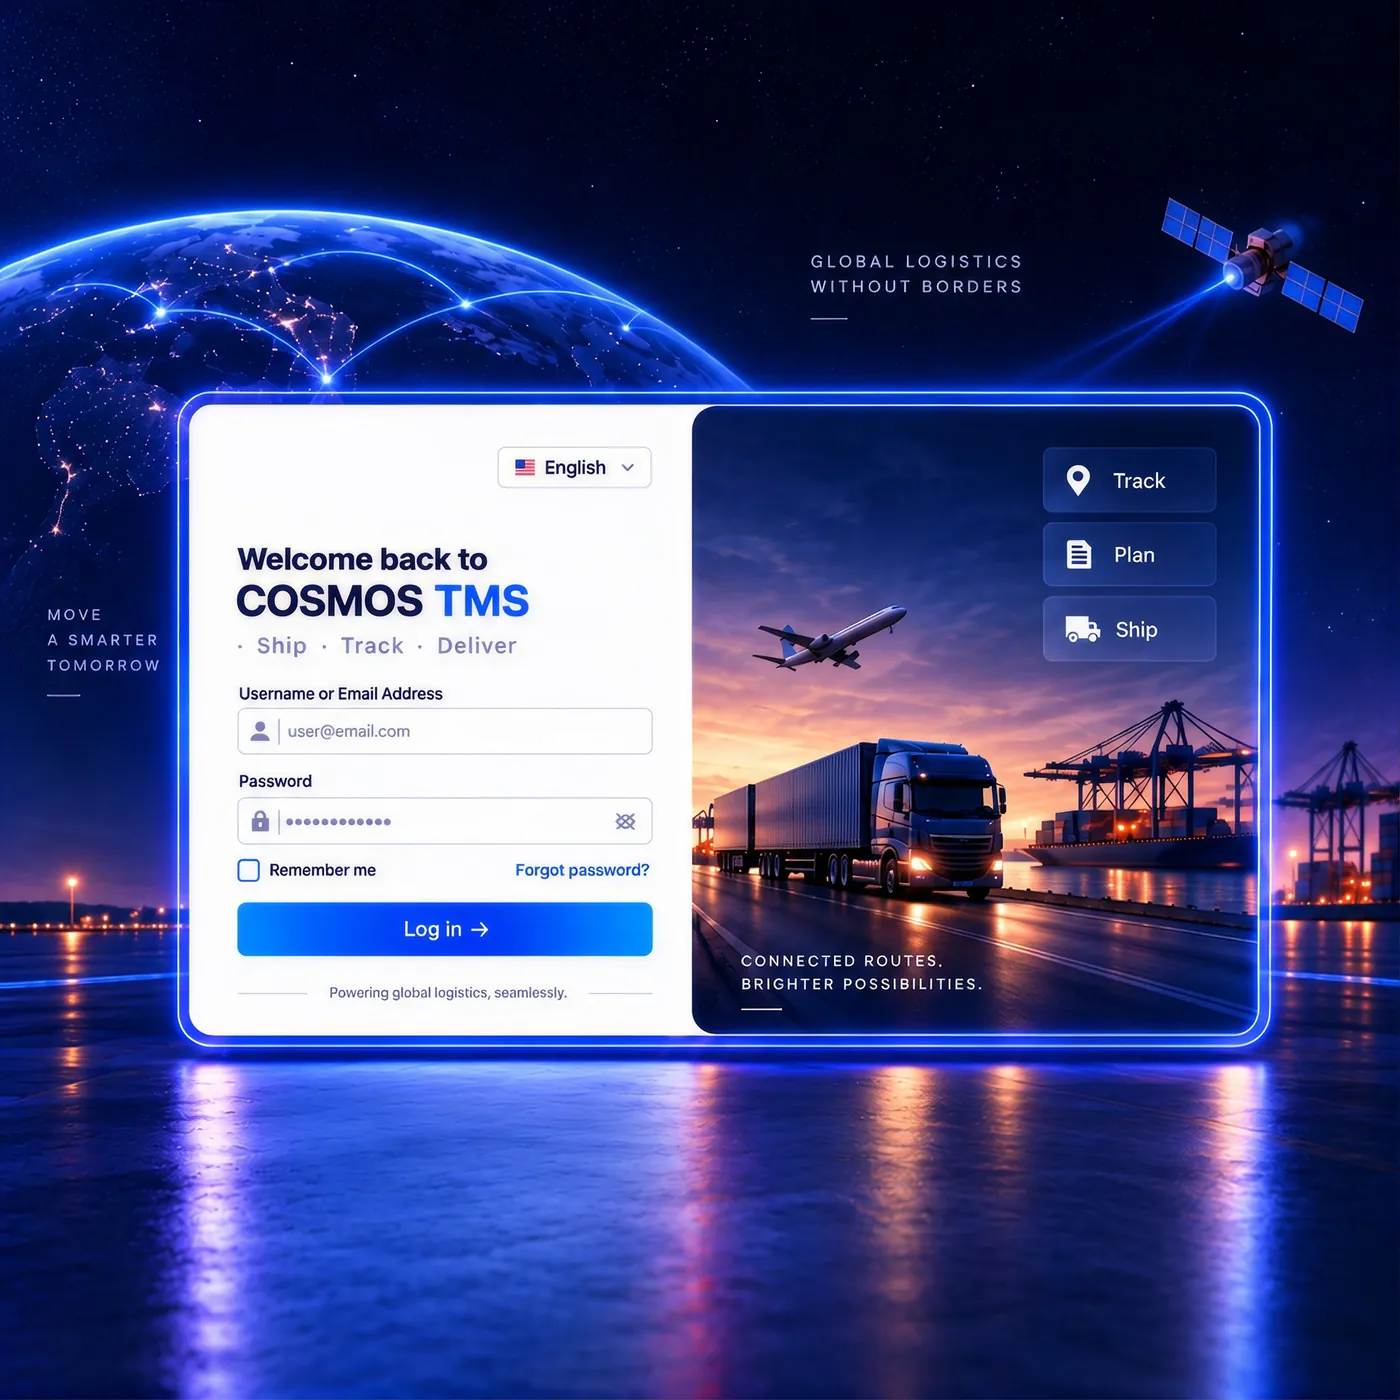 GLOBAL LOGISTICS
WITHOUT BORDERS
MOVE
A SMARTER
TOMORROW
English
Welcome back to
COSMOS TMS
· Ship · Track · Deliver
Username or Email Address
user@email.com
Password
Remember me
Forgot password?
Log in →
Powering global logistics, seamlessly.
Track
Plan
Ship
CONNECTED ROUTES.
BRIGHTER POSSIBILITIES.